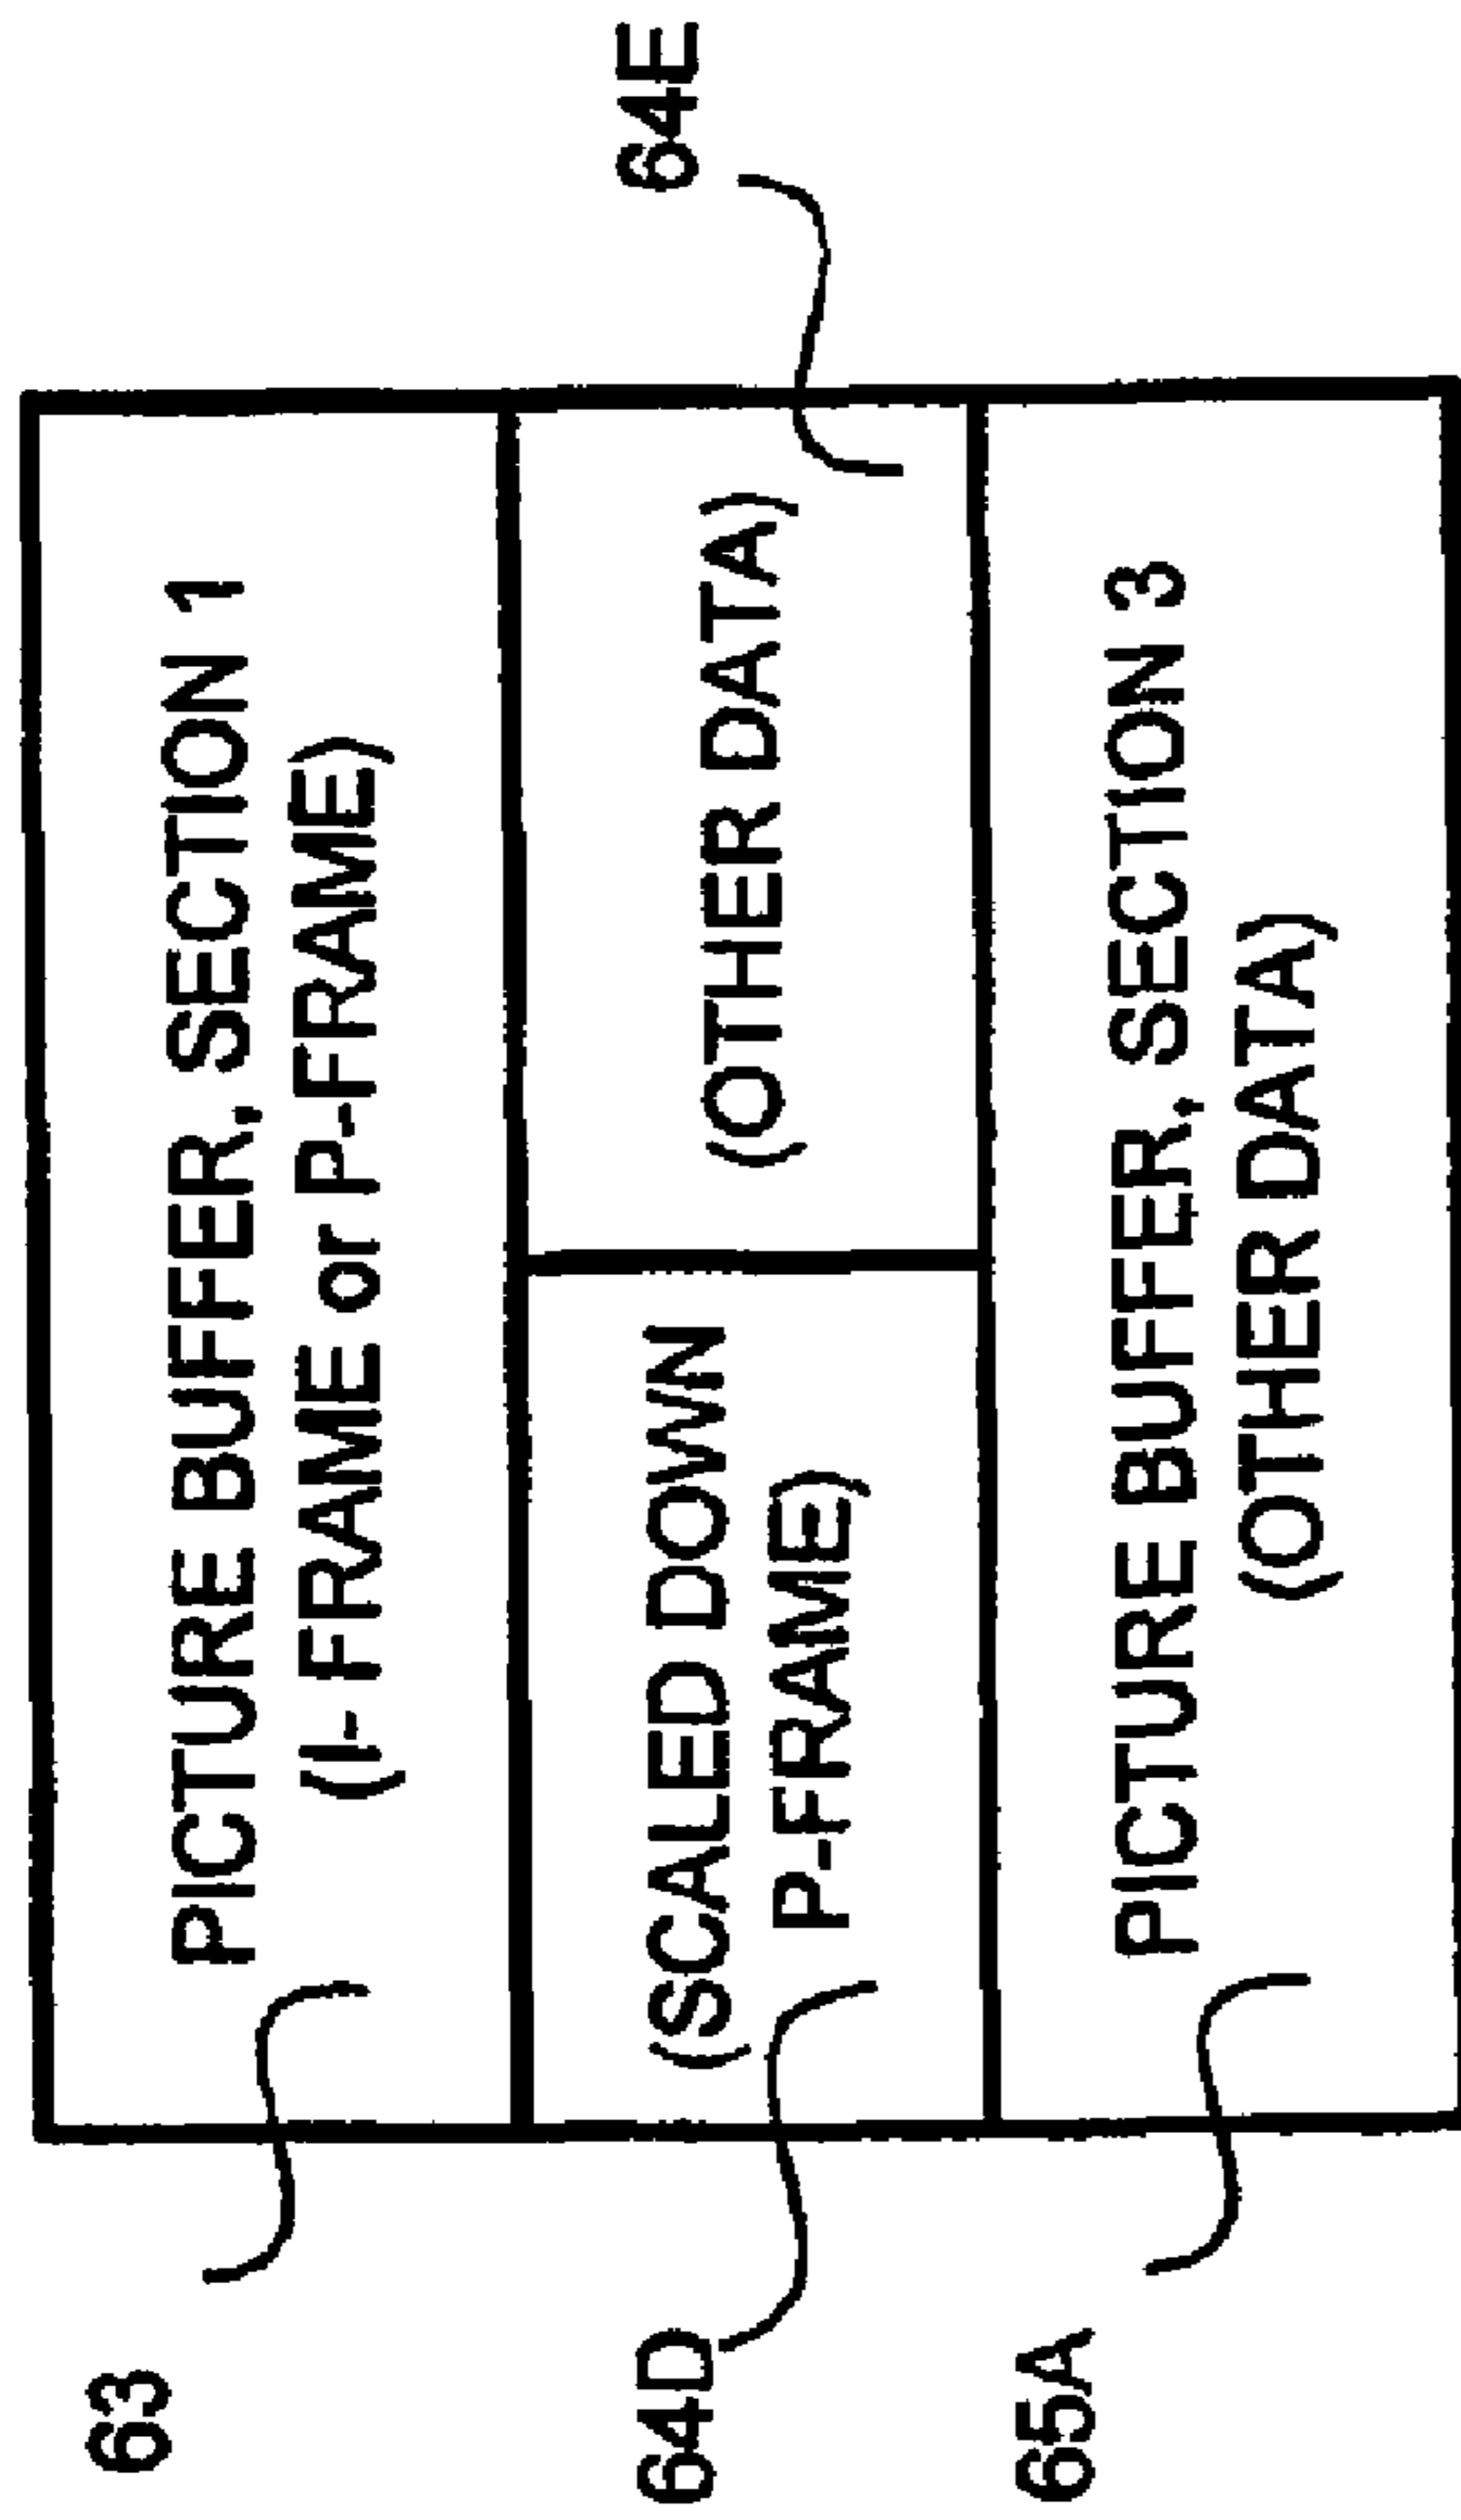 63
PICTURE BUFFER, SECTION 1
(I- FRAME or P-FRAME)
64D
(SCALED DOWN
P-FRAME)
(OTHER DATA)
64E
65A
PICTURE BUFFER, SECTION 3
(OTHER DATA)